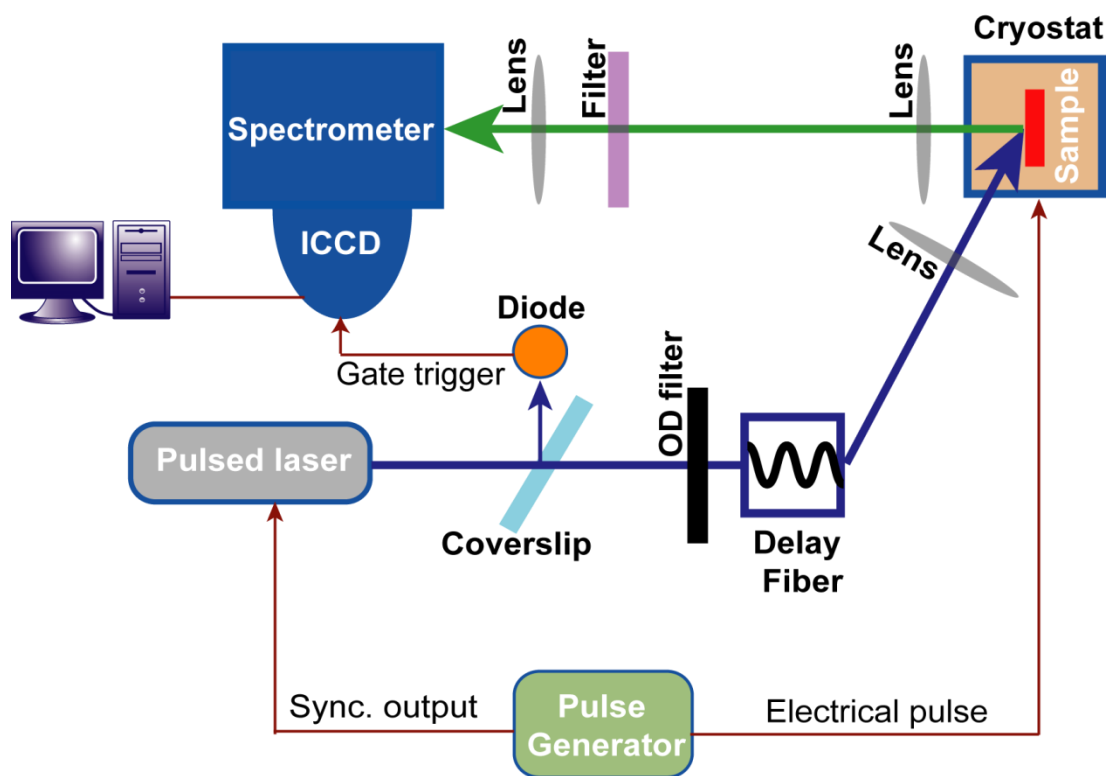 Cryostat
Lens
Filter
Lens
Sample
Spectrometer
ICCD
Lens
Diode
Gate trigger
OD filter
Pulsed laser
Coverslip
Delay
Fiber
Sync. output
Pulse
Generator
Electrical pulse